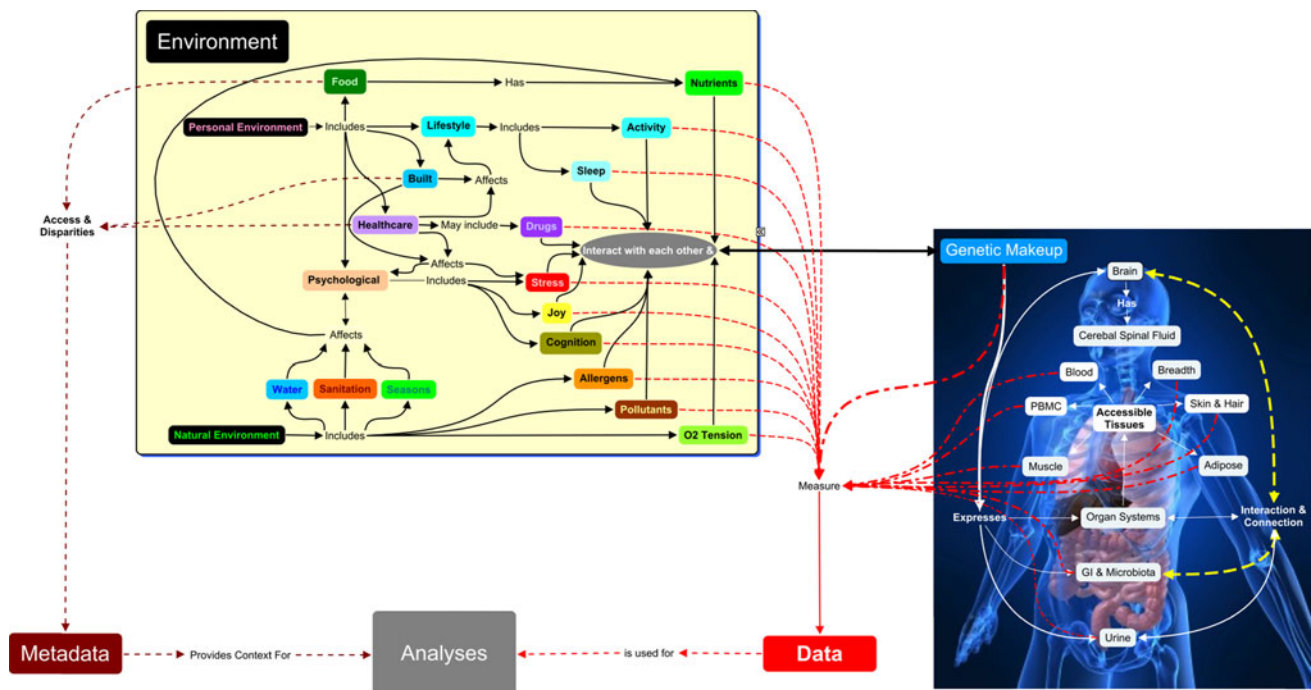 Environment
Food
Has
Nutrients
Personal Environment
Includes
Lifestyle
Includes
Activity
Built
Affects
Sleep
Access &
Disparities
Healthcare
May include
Drugs
Interact with each other &
Genetic Makeup
Affects
Psychological
Includes
Stress
Joy
Cognition
Affects
Water
Sanitation
Seasons
Allergens
Pollutants
Natural Environment
Includes
O2 Tension
Measure
Brain
Has
Cerebal Spinal Fluid
Blood
Breadth
PBMC
Accessible
Tissues
Skin & Hair
Muscle
Adipose
Expresses
Organ Systems
Interaction &
Connection
GI & Microbiota
Urine
Metadata
Provides Context For
Analyses
is used for
Data